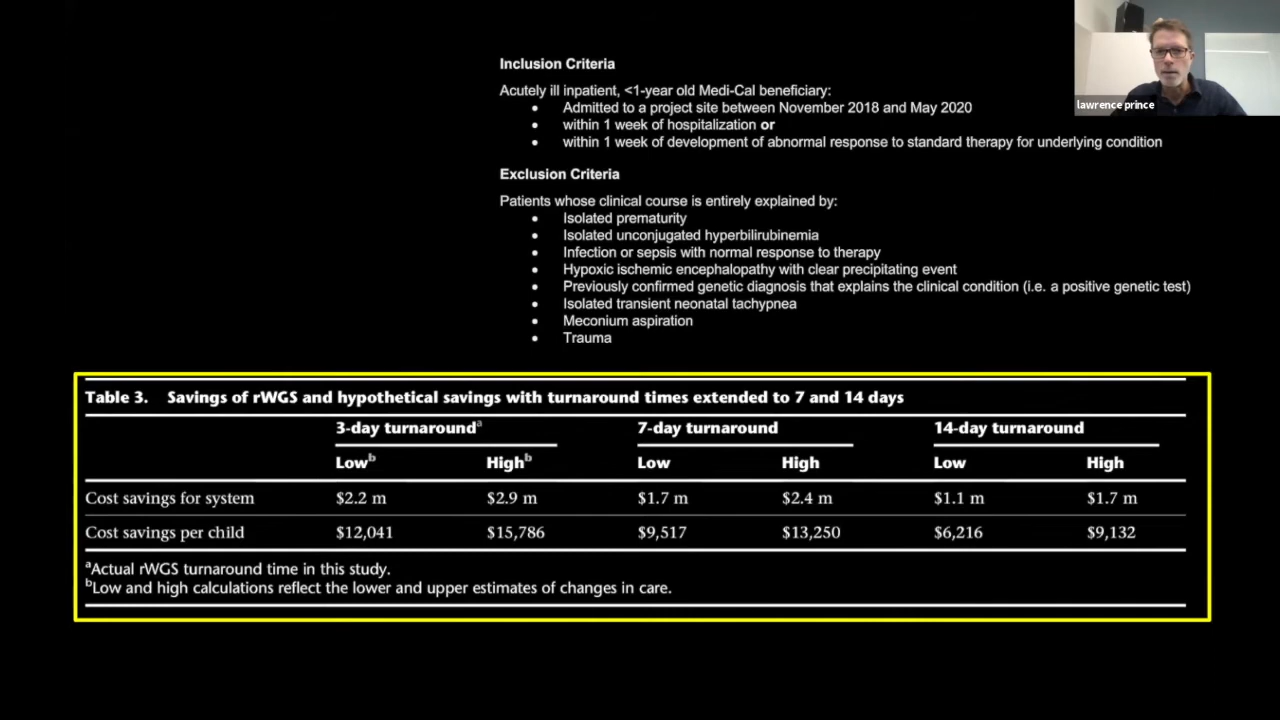 lawrence prince
Inclusion Criteria
Acutely ill inpatient, <1-year old Medi-Cal beneficiary:
• Admitted to a project site between November 2018 and May 2020
• within 1 week of hospitalization or
• within 1 week of development of abnormal response to standard therapy for underlying condition
Exclusion Criteria
Patients whose clinical course is entirely explained by:
• Isolated prematurity
• Isolated unconjugated hyperbilirubinemia
• Infection or sepsis with normal response to therapy
• Hypoxic ischemic encephalopathy with clear precipitating event
• Previously confirmed genetic diagnosis that explains the clinical condition (i.e. a positive genetic test)
• Isolated transient neonatal tachypnea
• Meconium aspiration
• Trauma
Table 3. Savings of rWGS and hypothetical savings with turnaround times extended to 7 and 14 days
3-day turnaroundᵃ 7-day turnaround 14-day turnaround
Lowᵇ Highᵇ Low High Low High
Cost savings for system $2.2 m $2.9 m $1.7 m $2.4 m $1.1 m $1.7 m
Cost savings per child $12,041 $15,786 $9,517 $13,250 $6,216 $9,132
ᵃActual rWGS turnaround time in this study.
ᵇLow and high calculations reflect the lower and upper estimates of changes in care.